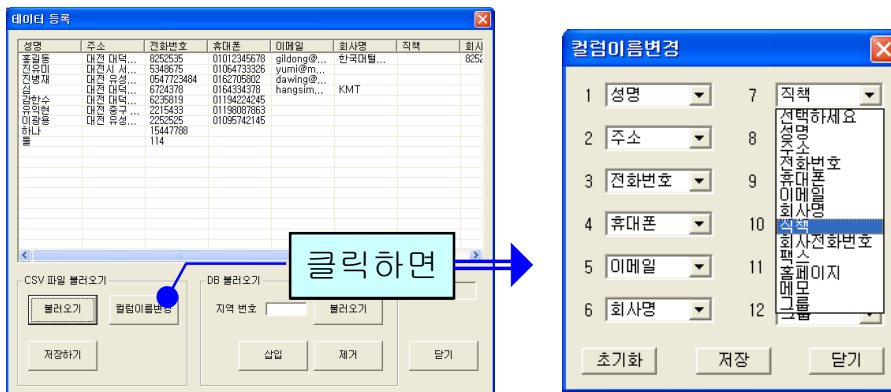 데이터 등록
성명 주소 전화번호 휴대폰 이메일 회사명 직책 회사
홍길동 대전 대덕... 8252535 01012345678 gildong@... 한국머털... 825
진유미 대전시 서... 5348675 01064733326 yumi@m...
진병재 대전 유성... 0547723484 0162705802 dawing@...
심 대전 대덕... 6724378 0164334378 hangsim... KMT
감한수 대전 대덕... 6235819 01194224245
유익현 대전 중구 ... 2215433 01198087863
이광용 대전 유성... 2252525 01095742145
하나 15447788
둘 114
CSV 파일 불러오기
불러오기 컬럼이름변경
저장하기
DB 불러오기
지역 번호 불러오기
삽입 제거
닫기
클릭하면
컬럼이름변경
1 성명
2 주소
3 전화번호
4 휴대폰
5 이메일
6 회사명
7 직책
8
9
10
11
12 그룹
선택하세요
성명
주소
전화번호
휴대폰
이메일
회사명
직책
회사전화번호
팩스
홈페이지
메모
그룹
초기화 저장 닫기